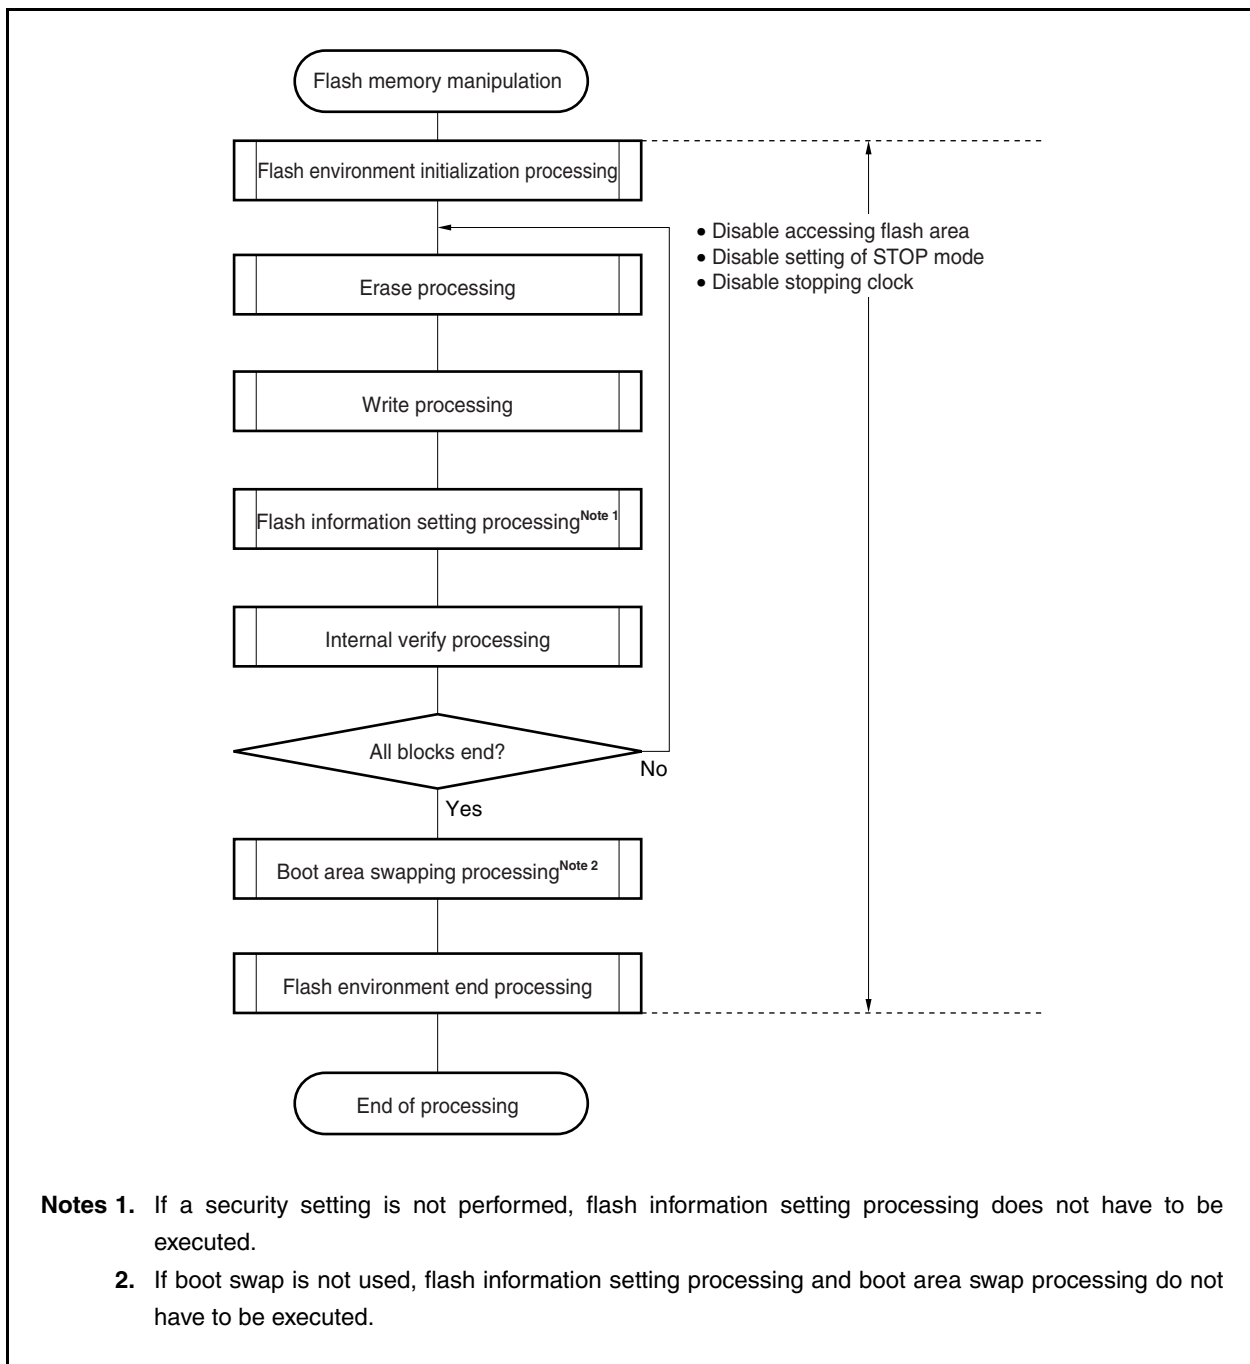 Flash memory manipulation
Flash environment initialization processing
• Disable accessing flash area
• Disable setting of STOP mode
• Disable stopping clock
Erase processing
Write processing
Flash information setting processingNote 1
Internal verify processing
All blocks end?
No
Yes
Boot area swapping processingNote 2
Flash environment end processing
End of processing
Notes 1. If a security setting is not performed, flash information setting processing does not have to be
executed.
2. If boot swap is not used, flash information setting processing and boot area swap processing do not
have to be executed.